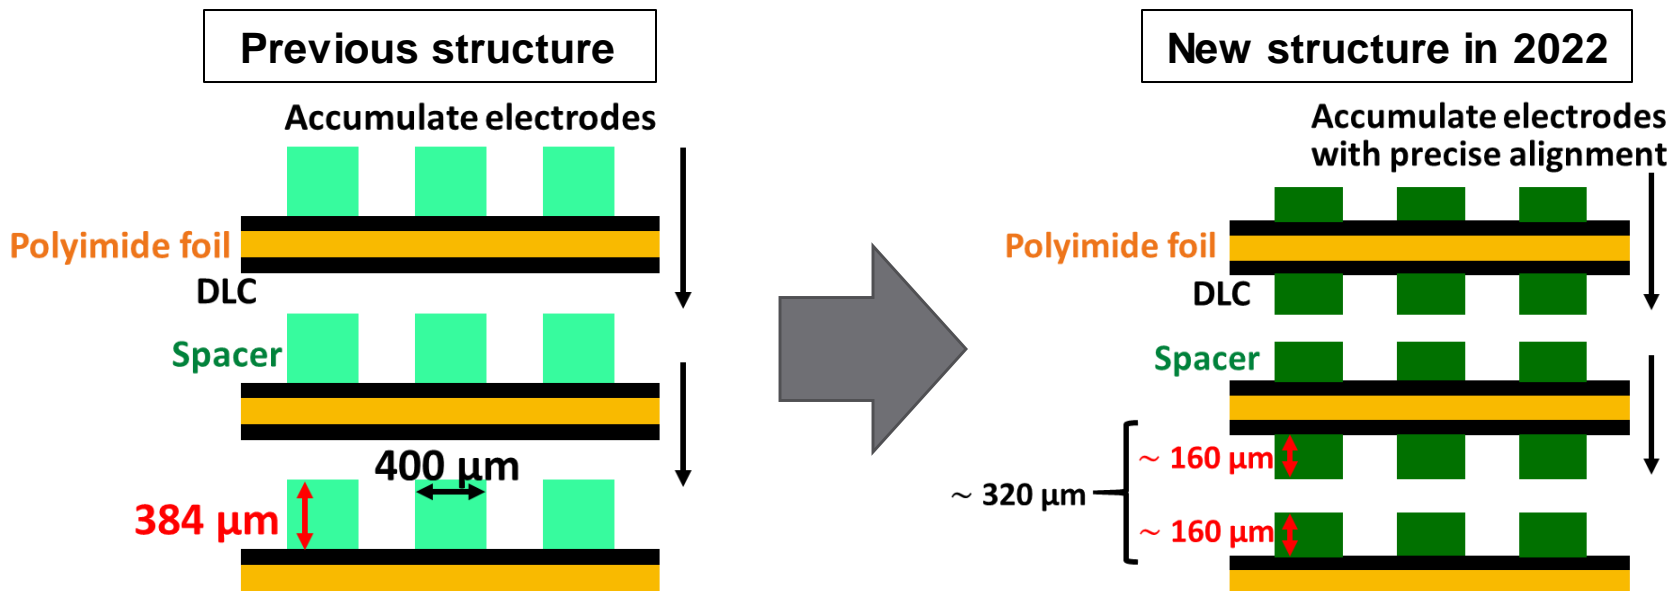 Previous structure
Accumulate electrodes
Polyimide foil
DLC
Spacer
400 μm
384 μm
New structure in 2022
Accumulate electrodes
with precise alignment
Polyimide foil
DLC
Spacer
~ 160 μm
~ 320 μm
~ 160 μm